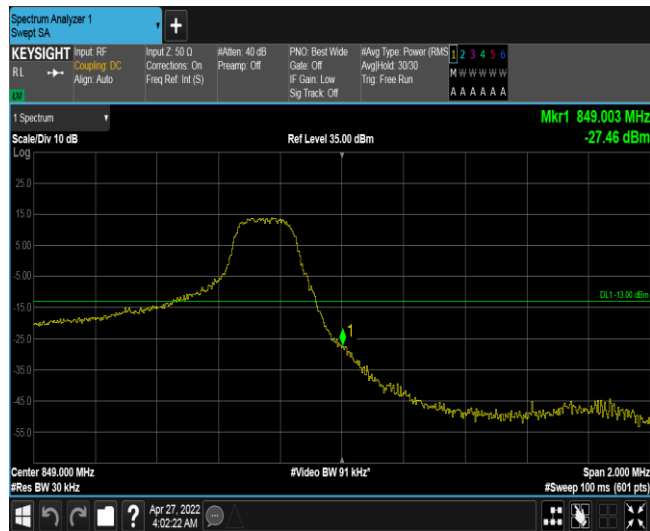 Spectrum Analyzer 1
Swept SA
+
KEYSIGHT
RL
Input: RF
Coupling: DC
Align: Auto
Input Z: 50 Ω
Corrections: On
Freq Ref: Int (S)
#Atten: 40 dB
Preamp: Off
PNO: Best Wide
Gate: Off
IF Gain: Low
Sig Track: Off
#Avg Type: Power (RMS
Avg|Hold: 30/30
Trig: Free Run
1 2 3 4 5 6
M W W W W W
A A A A A A
1 Spectrum
Mkr1 849.003 MHz
Scale/Div 10 dB
Ref Level 35.00 dBm
-27.46 dBm
Log
25.0
15.0
5.00
-5.00
DL1 -13.00 dBm
-15.0
1
-25.0
-35.0
-45.0
-55.0
Center 849.000 MHz
#Video BW 91 kHz*
Span 2.000 MHz
#Res BW 30 kHz
#Sweep 100 ms (601 pts)
?
Apr 27, 2022
4:02:22 AM